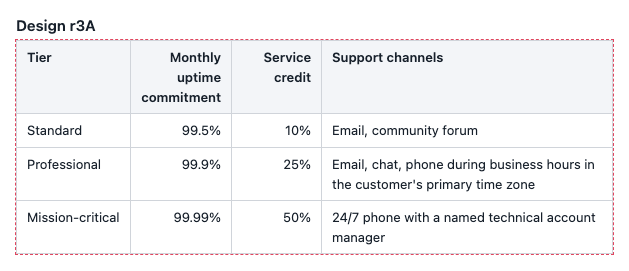 Design r3A
Tier
Monthly
uptime
commitment
Service
credit
Support channels
Standard
99.5%
10%
Email, community forum
Professional
99.9%
25%
Email, chat, phone during business hours in
the customer's primary time zone
Mission-critical
99.99%
50%
24/7 phone with a named technical account
manager